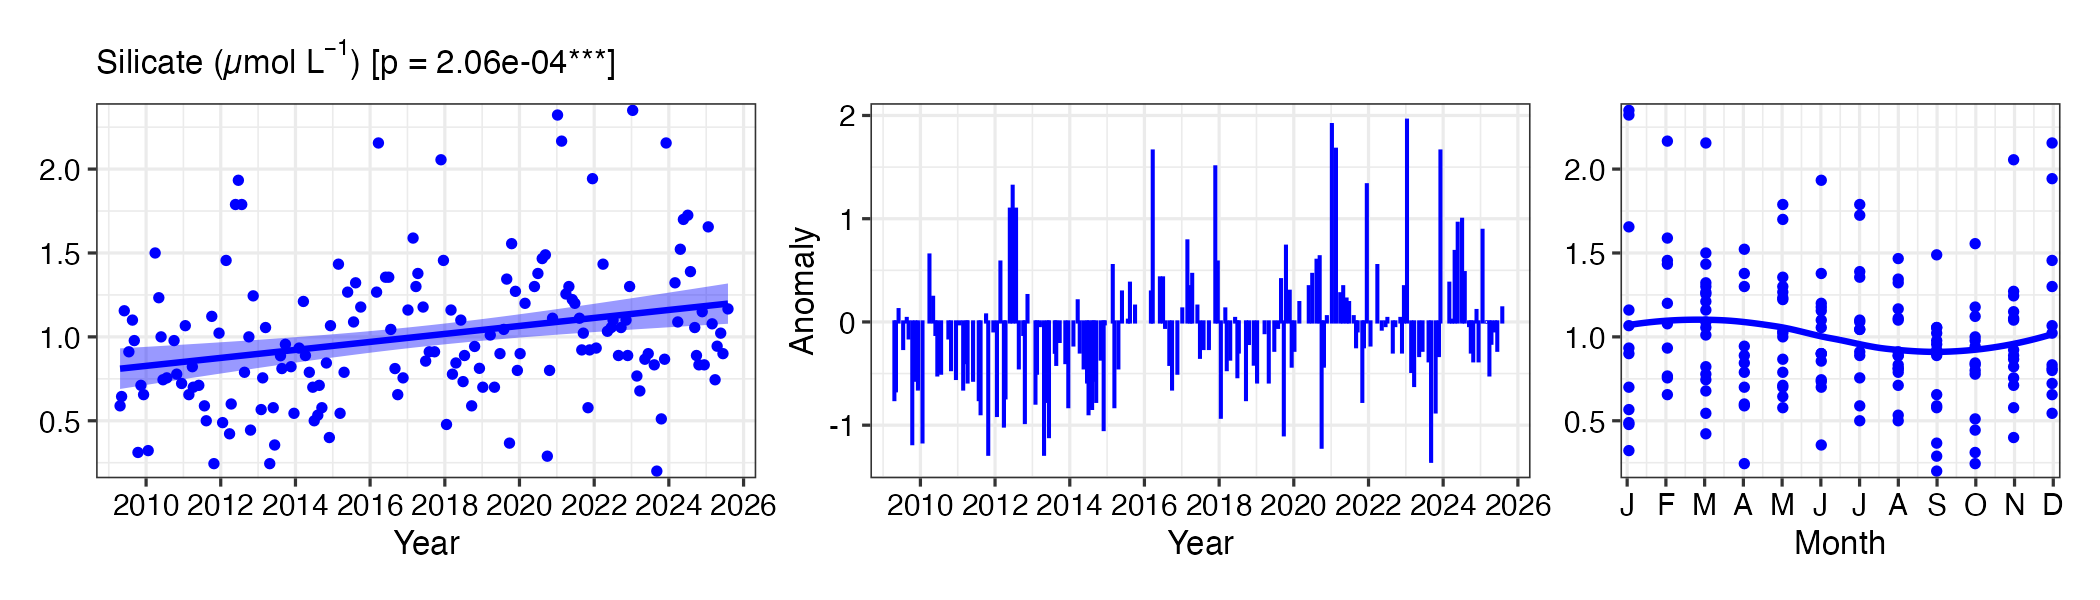 Silicate (µmol L⁻¹) [p = 2.06e-04***]
2.0
1.5
1.0
0.5
2010 2012 2014 2016 2018 2020 2022 2024 2026
Year
Anomaly
2
1
0
-1
2010 2012 2014 2016 2018 2020 2022 2024 2026
Year
2.0
1.5
1.0
0.5
J F M A M J J A S O N D
Month